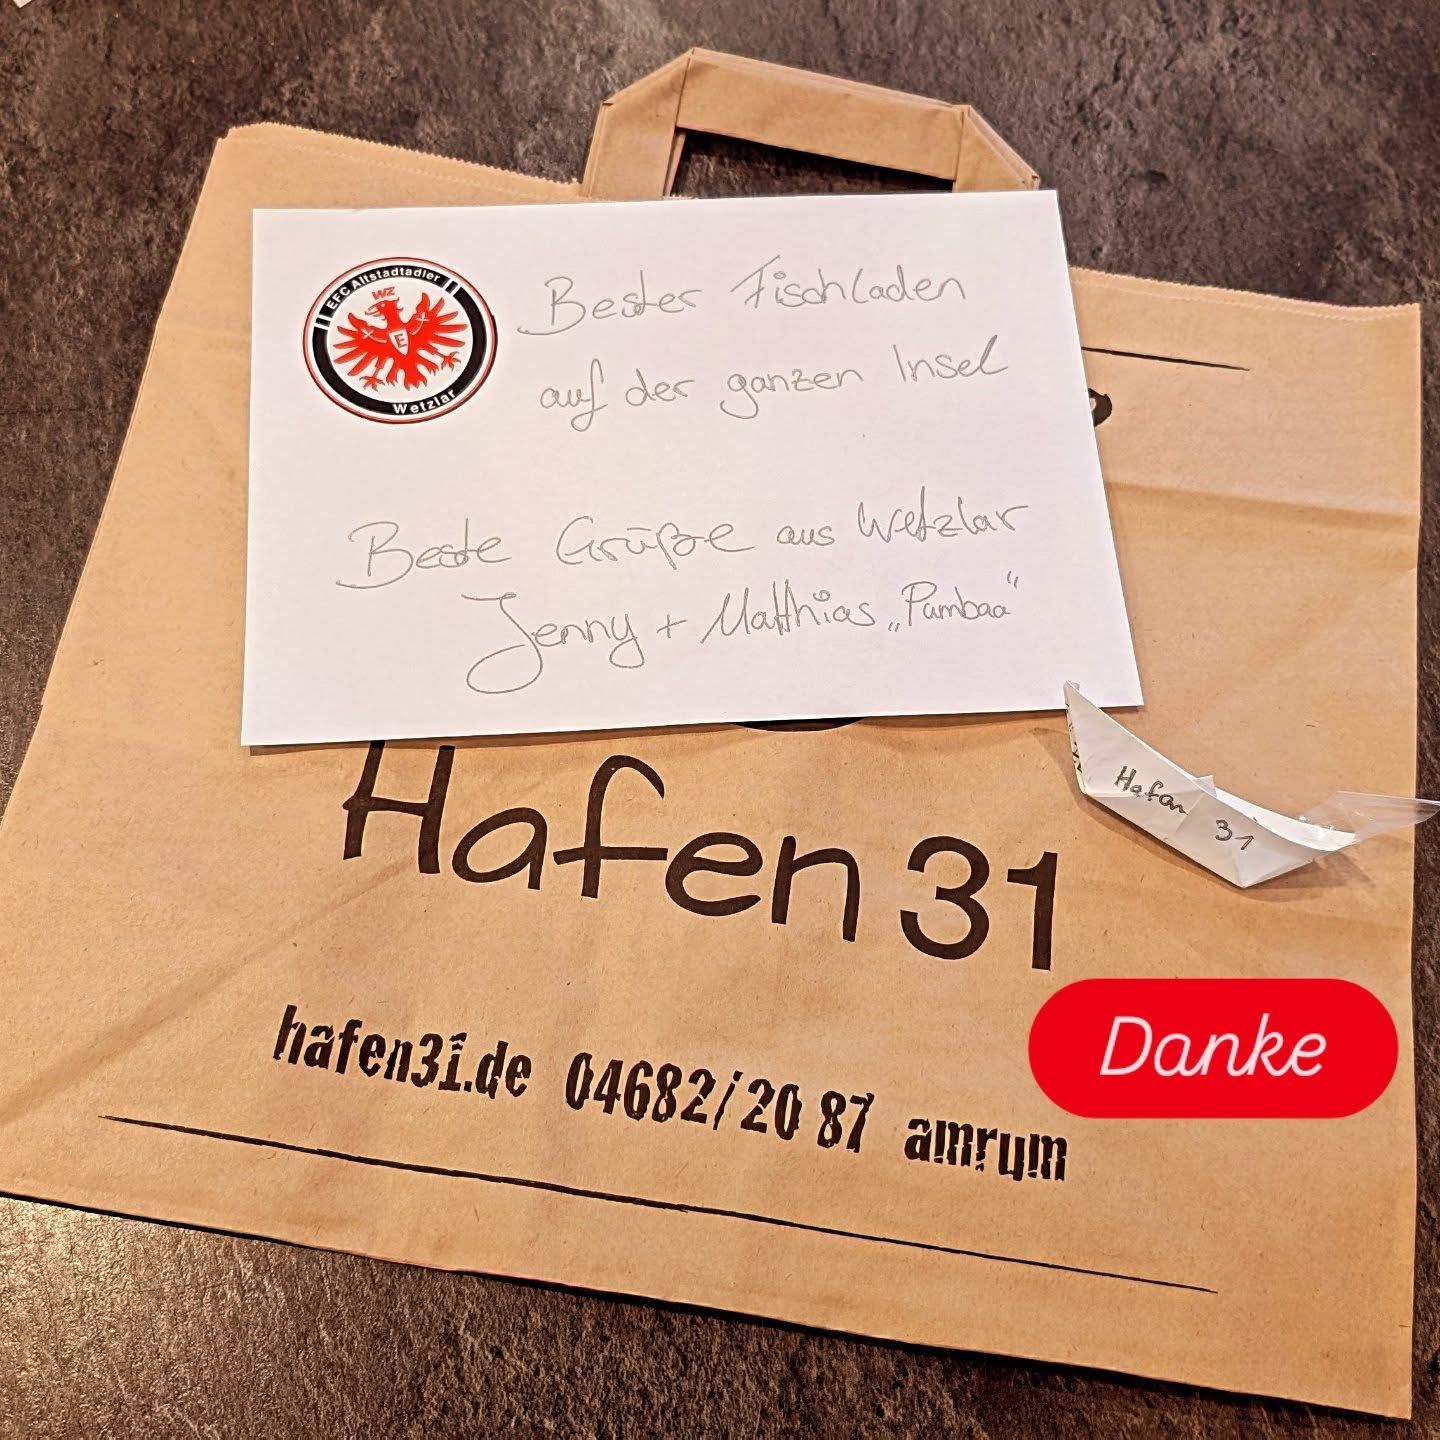 EFC Altstadtadler
WZ
E
Wetzlar
Bester Fischladen
auf der ganzen Insel
Beste Grüße aus Wetzlar
Jenny + Matthias „Pumbaa“
Hafen
31
Hafen 31
Danke
hafen31.de 04682/20 87 amrum